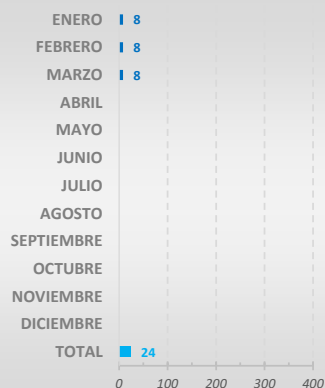 ENERO 8
FEBRERO 8
MARZO 8
ABRIL
MAYO
JUNIO
JULIO
AGOSTO
SEPTIEMBRE
OCTUBRE
NOVIEMBRE
DICIEMBRE
TOTAL 24
0 100 200 300 400